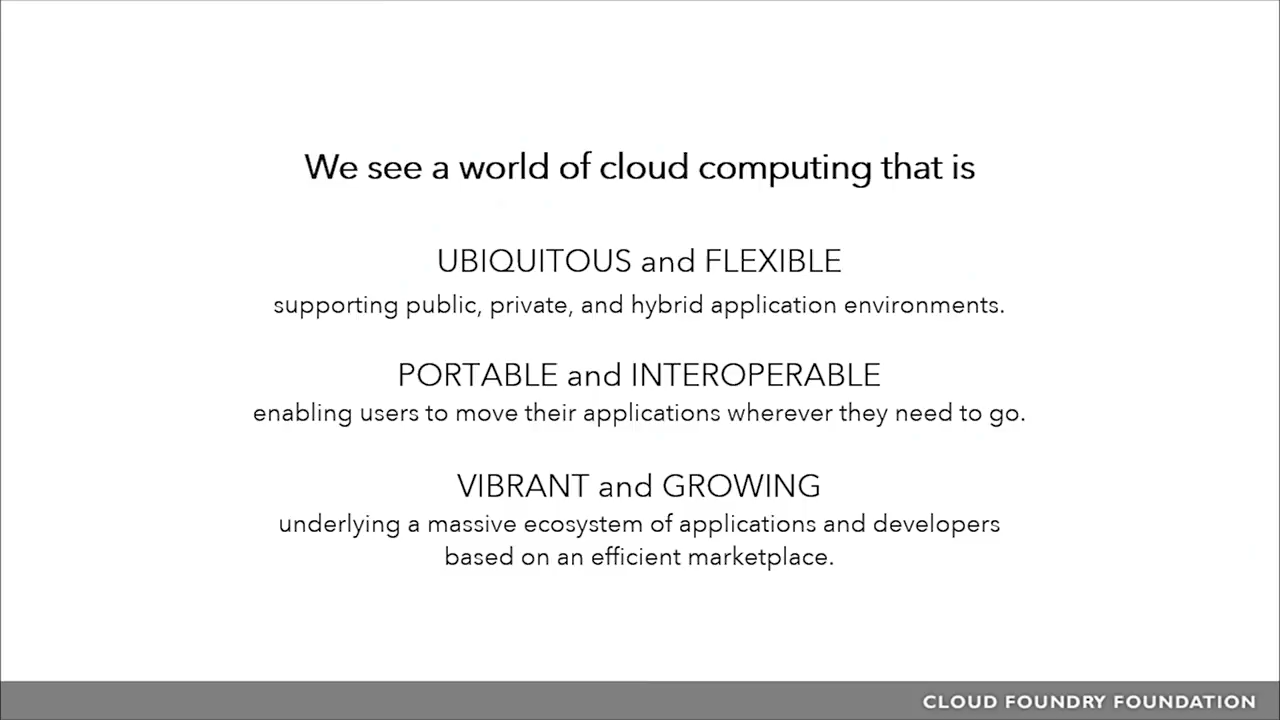 We see a world of cloud computing that is
UBIQUITOUS and FLEXIBLE
supporting public, private, and hybrid application environments.
PORTABLE and INTEROPERABLE
enabling users to move their applications wherever they need to go.
VIBRANT and GROWING
underlying a massive ecosystem of applications and developers
based on an efficient marketplace.
CLOUD FOUNDRY FOUNDATION